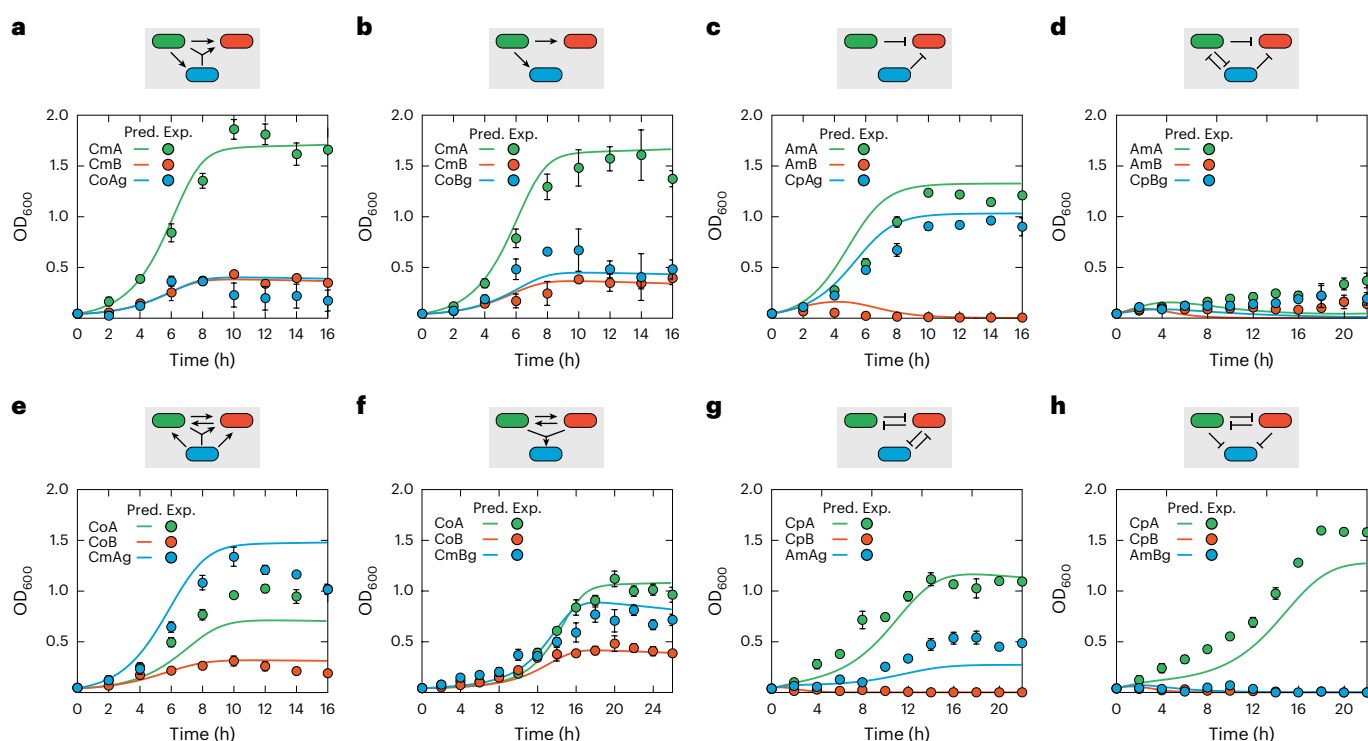 a
b
c
d
2.0
1.5
1.0
0.5
OD600
Pred. Exp.
CmA
CmB
CoAg
0 2 4 6 8 10 12 14 16
Time (h)
2.0
1.5
1.0
0.5
OD600
Pred. Exp.
CmA
CmB
CoBg
0 2 4 6 8 10 12 14 16
Time (h)
2.0
1.5
1.0
0.5
OD600
Pred. Exp.
AmA
AmB
CpAg
0 2 4 6 8 10 12 14 16
Time (h)
2.0
1.5
1.0
0.5
OD600
Pred. Exp.
AmA
AmB
CpBg
0 4 8 12 16 20
Time (h)
e
f
g
h
2.0
1.5
1.0
0.5
OD600
Pred. Exp.
CoA
CoB
CmAg
0 2 4 6 8 10 12 14 16
Time (h)
2.0
1.5
1.0
0.5
OD600
Pred. Exp.
CoA
CoB
CmBg
0 4 8 12 16 20 24
Time (h)
2.0
1.5
1.0
0.5
OD600
Pred. Exp.
CpA
CpB
AmAg
0 4 8 12 16 20
Time (h)
2.0
1.5
1.0
0.5
OD600
Pred. Exp.
CpA
CpB
AmBg
0 4 8 12 16 20
Time (h)